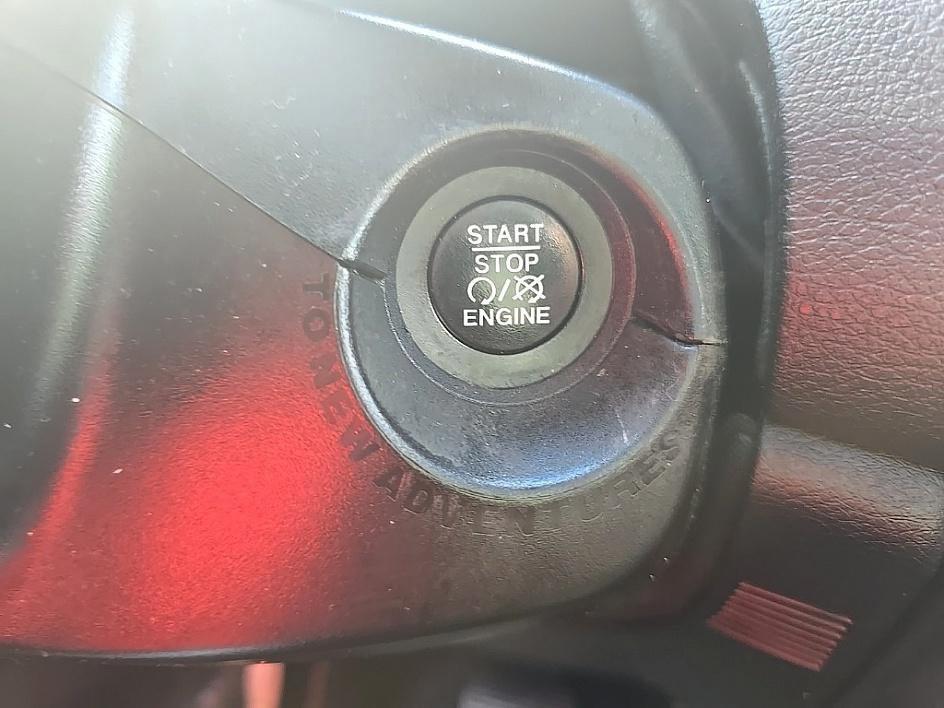 START
STOP
ENGINE
TO NEW ADVENTURES